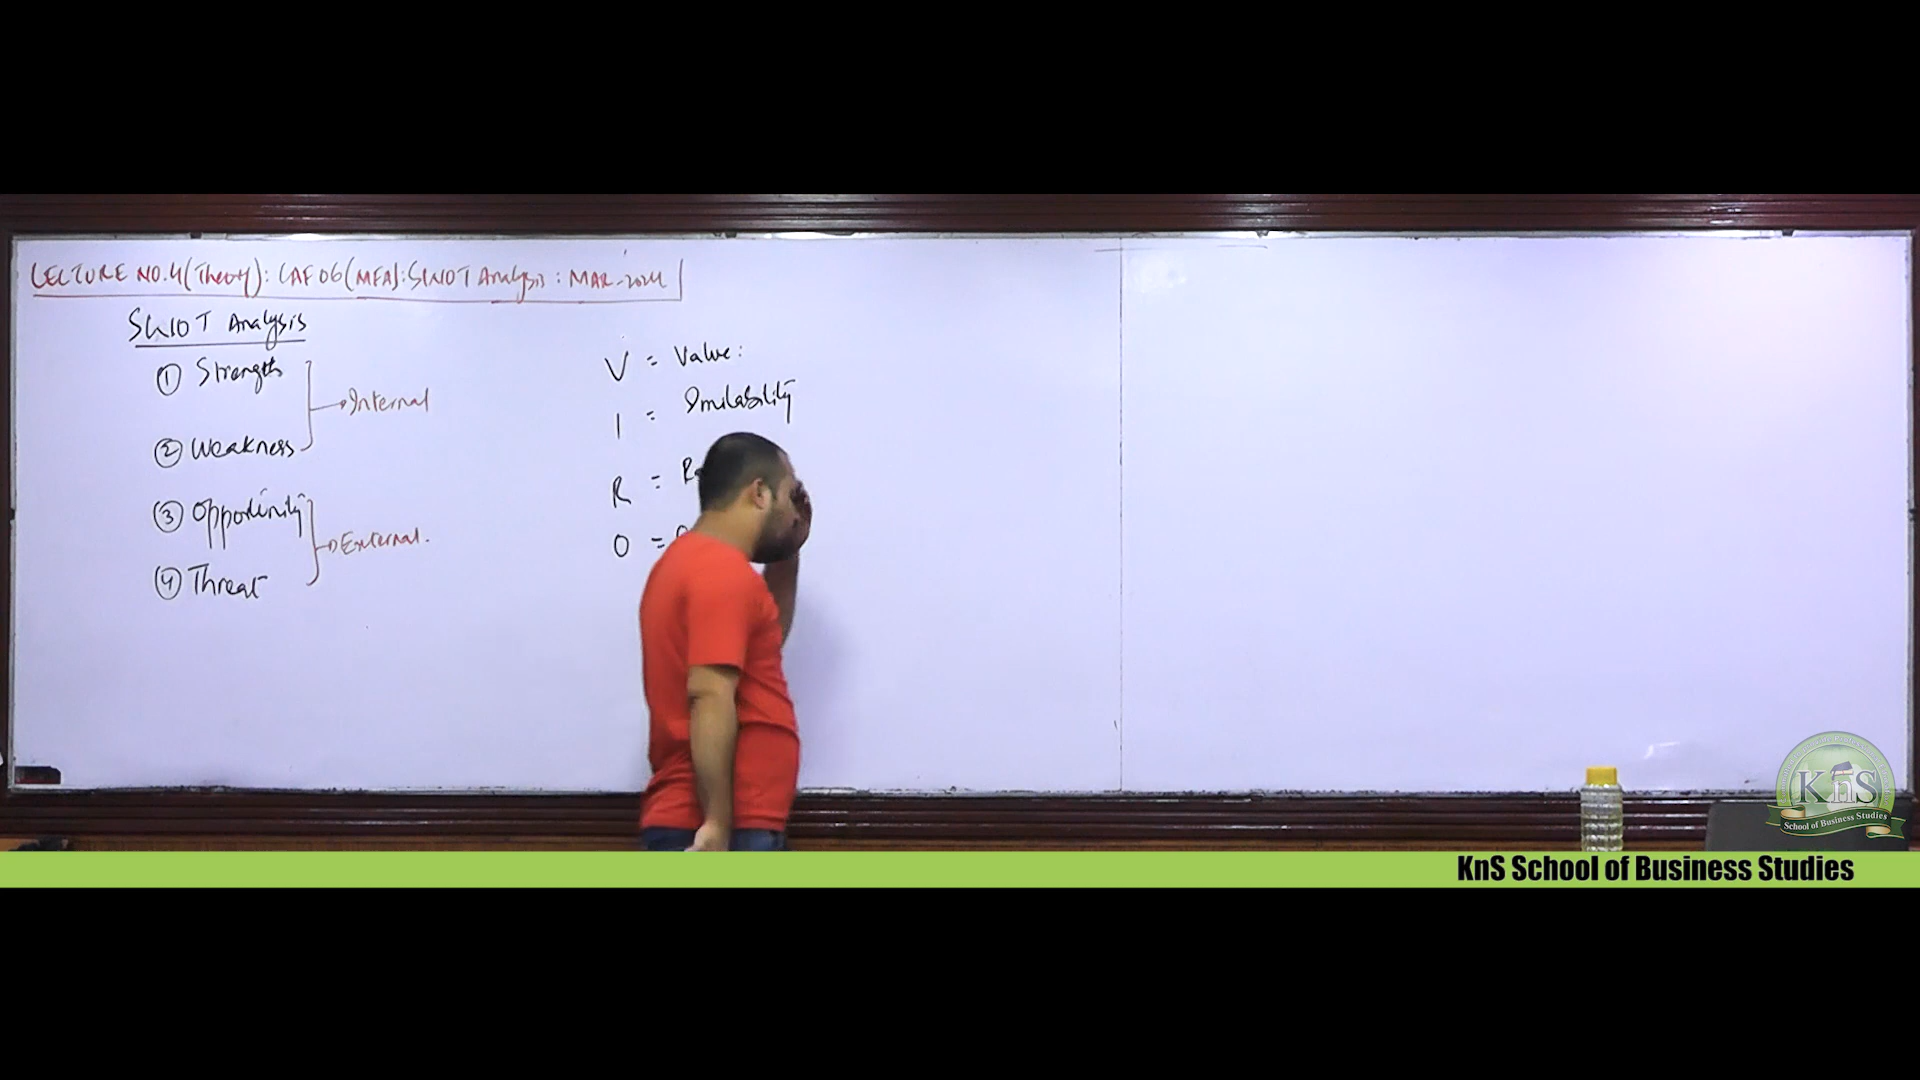 LECTURE NO.4(Theory): CAF 06(MFA):SWOT Analysis : MAR-2024
SWOT Analysis
① Strength
② Weakness
Internal
③ Opportunity
④ Threat
External.
V = Value:
I = Imitability
R =
O =
KnS
School of Business Studies
KnS School of Business Studies